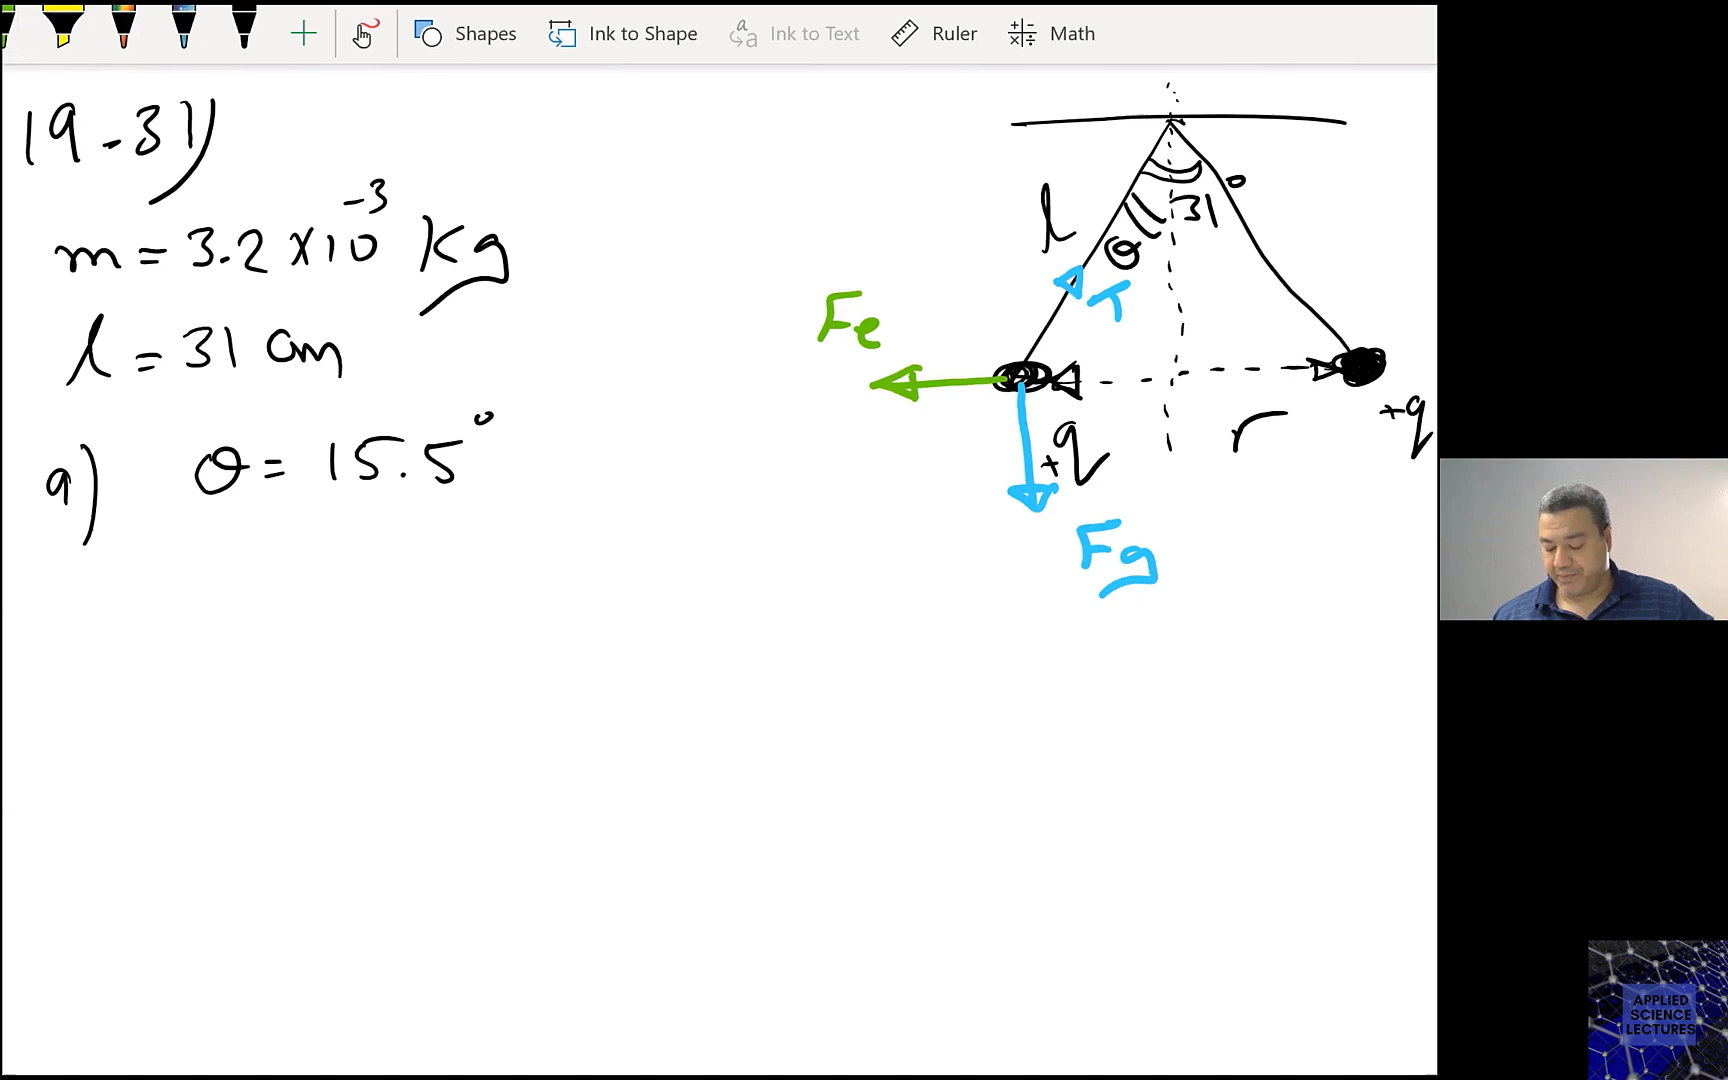 Shapes
Ink to Shape
Ink to Text
Ruler
Math
19-31)
m = 3.2 × 10⁻³ Kg
l = 31 cm
a) θ = 15.5°
l
31°
θ
T
Fe
+q
r
+q
Fg
APPLIED
SCIENCE
LECTURES